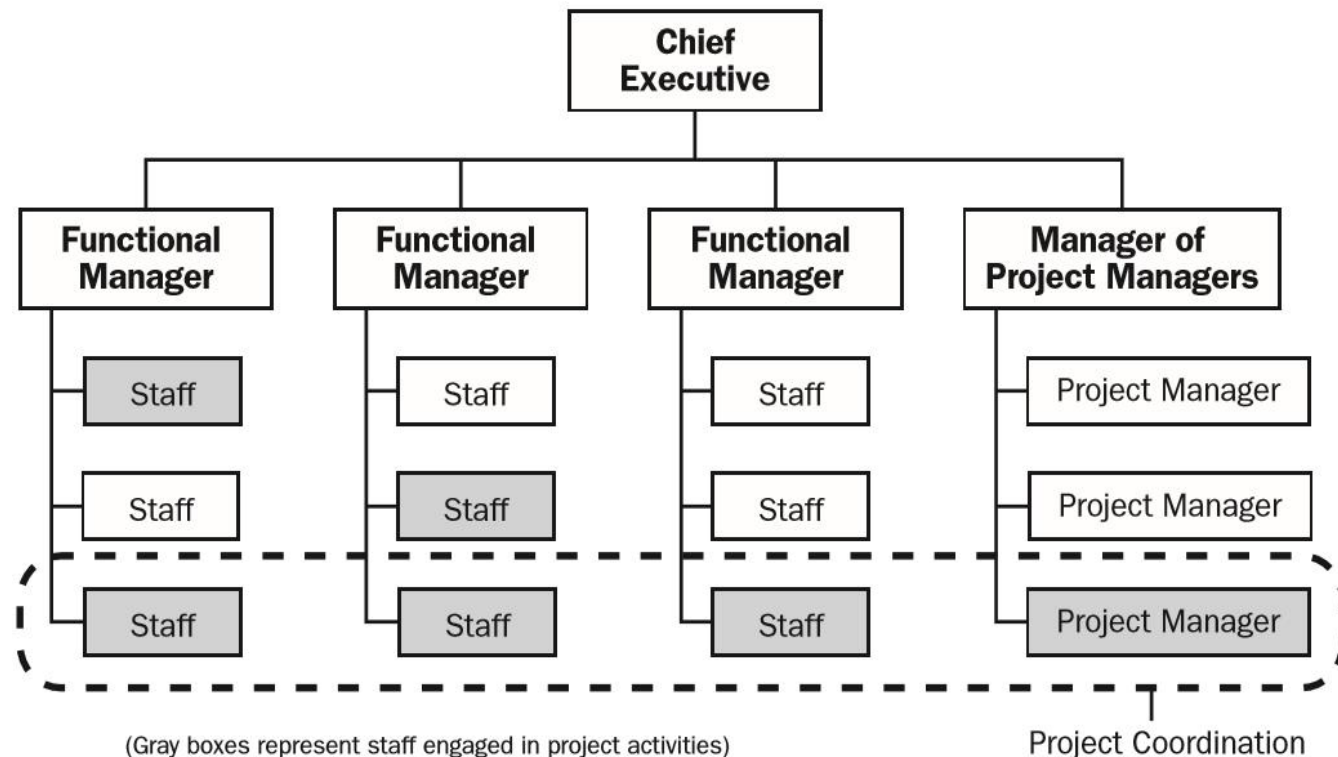 Chief
Executive
Functional
Manager
Functional
Manager
Functional
Manager
Manager of
Project Managers
Staff
Staff
Staff
Project Manager
Staff
Staff
Staff
Project Manager
Staff
Staff
Staff
Project Manager
(Gray boxes represent staff engaged in project activities)
Project Coordination